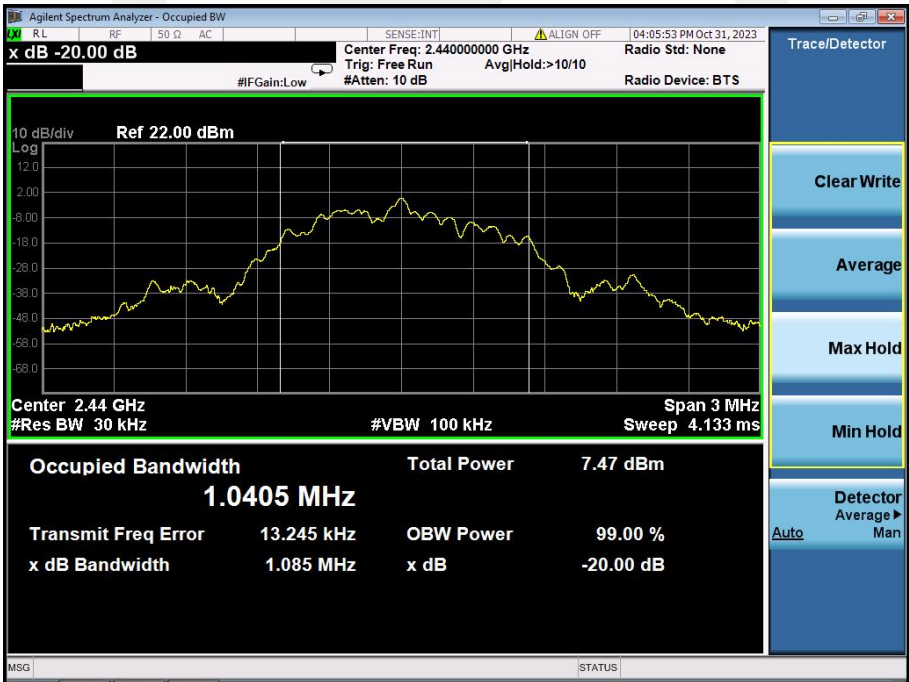 Agilent Spectrum Analyzer - Occupied BW
LXI RL RF 50 Ω AC SENSE:INT ALIGN OFF 04:05:53 PM Oct 31, 2023
x dB -20.00 dB
Center Freq: 2.440000000 GHz Radio Std: None
Trig: Free Run Avg|Hold:>10/10
#IFGain:Low #Atten: 10 dB Radio Device: BTS
Trace/Detector
10 dB/div Ref 22.00 dBm
Log
12.0
2.00
-8.00
-18.0
-28.0
-38.0
-48.0
-58.0
-68.0
Center 2.44 GHz Span 3 MHz
#Res BW 30 kHz #VBW 100 kHz Sweep 4.133 ms
Occupied Bandwidth Total Power 7.47 dBm
1.0405 MHz
Transmit Freq Error 13.245 kHz OBW Power 99.00 %
x dB Bandwidth 1.085 MHz x dB -20.00 dB
Clear Write
Average
Max Hold
Min Hold
Detector
Average
Auto Man
MSG STATUS